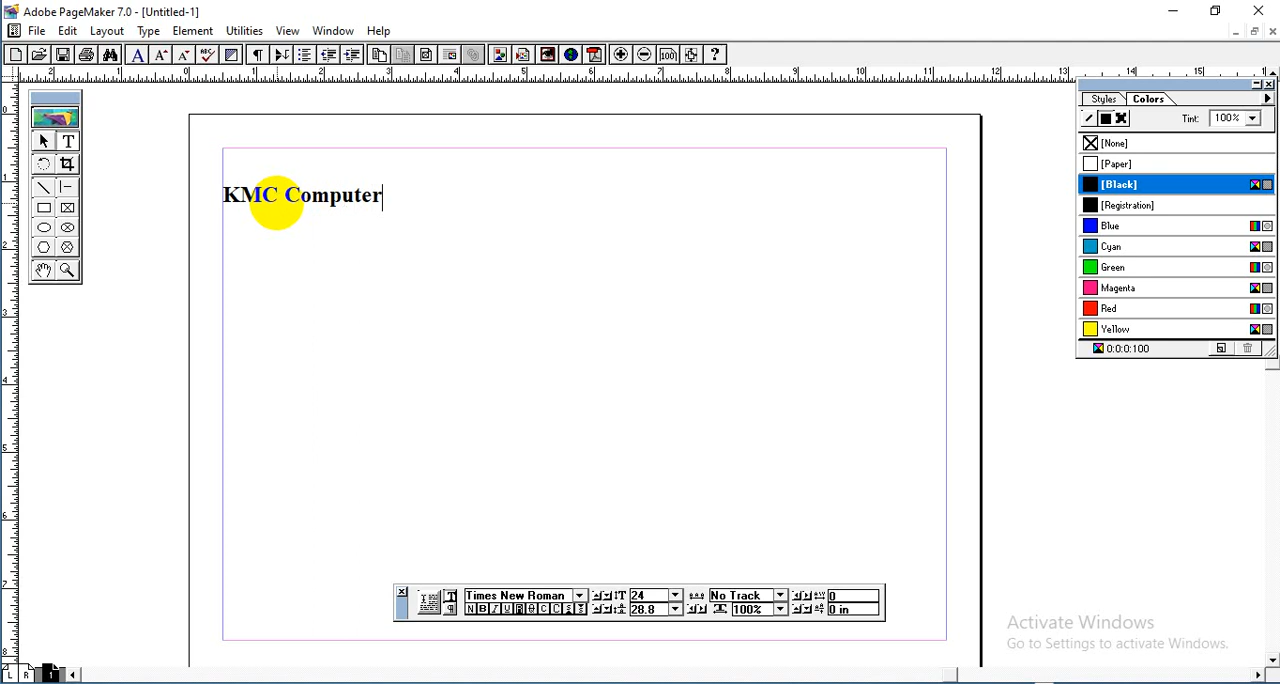 Adobe PageMaker 7.0 - [Untitled-1]
File Edit Layout Type Element Utilities View Window Help
KMC Computer
Styles Colors
Tint: 100%
[None]
[Paper]
[Black]
[Registration]
Blue
Cyan
Green
Magenta
Red
Yellow
0:0:0:100
Times New Roman 24 No Track 0
28.8 100% 0 in
Activate Windows
Go to Settings to activate Windows.
L R 1